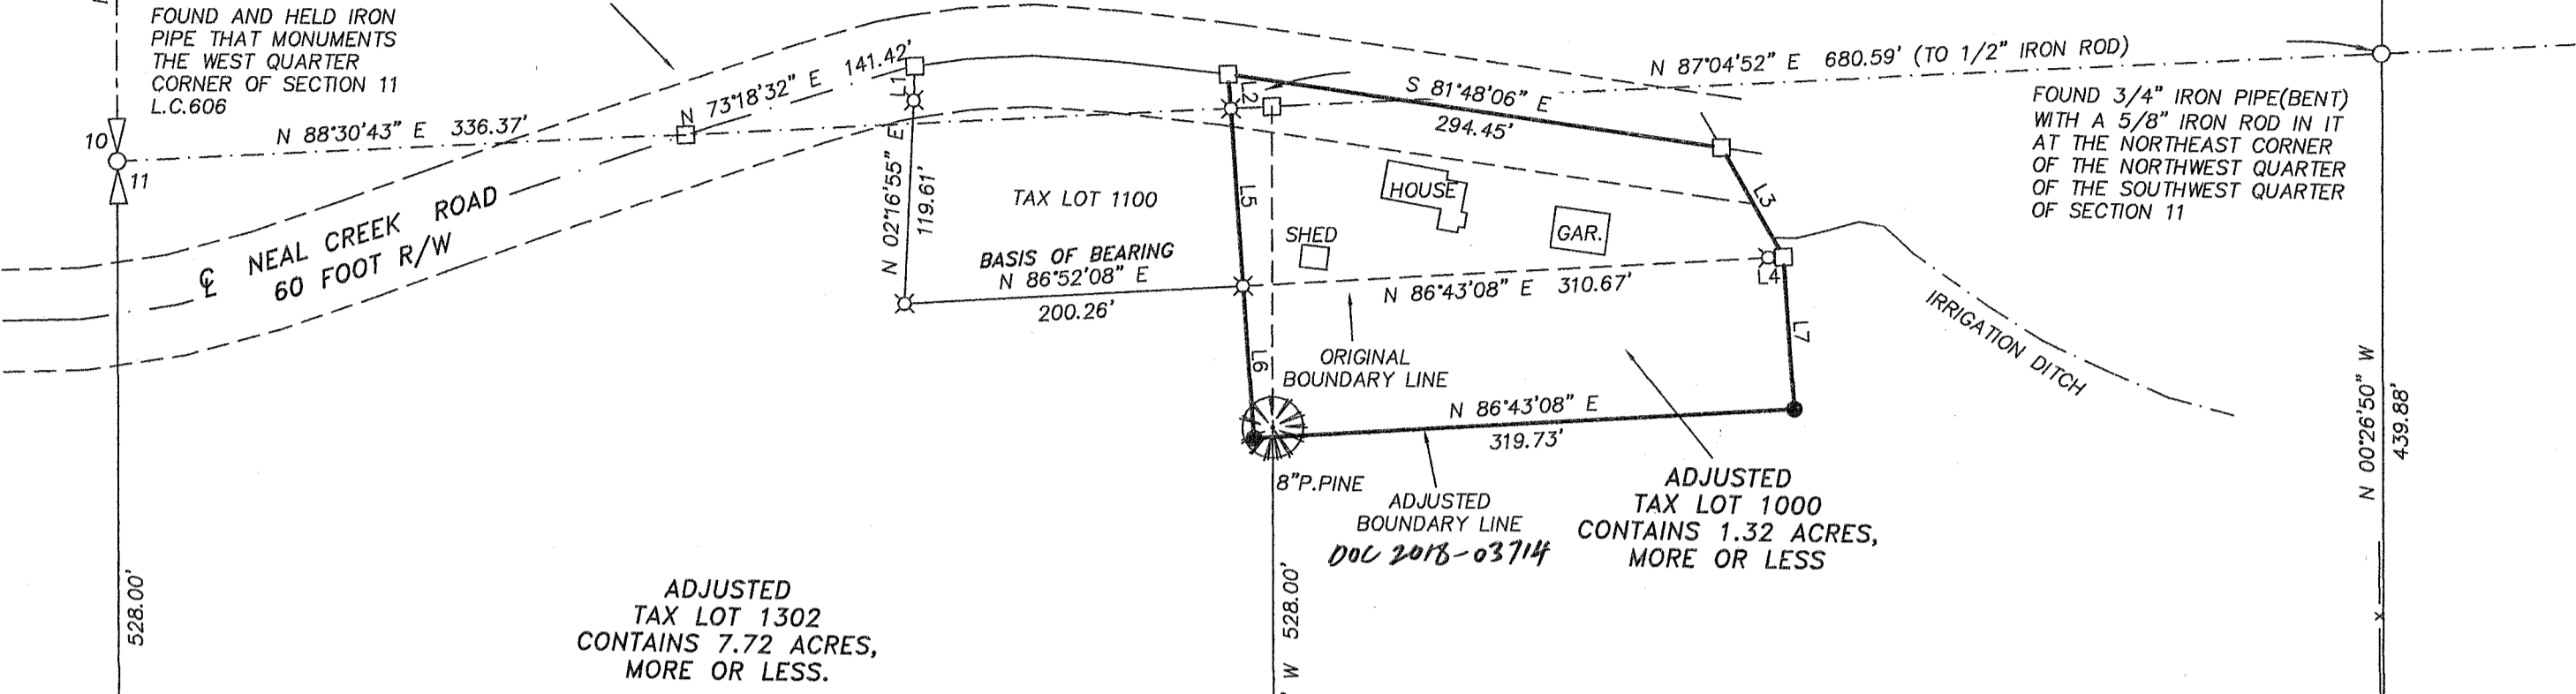 FOUND AND HELD IRON
PIPE THAT MONUMENTS
THE WEST QUARTER
CORNER OF SECTION 11
L.C.606
10
11
N 88°30'43" E 336.37'
N 73°18'32" E 141.42'
L1
L2
N 87°04'52" E 680.59' (TO 1/2" IRON ROD)
S 81°48'06" E
294.45'
FOUND 3/4" IRON PIPE(BENT)
WITH A 5/8" IRON ROD IN IT
AT THE NORTHEAST CORNER
OF THE NORTHWEST QUARTER
OF THE SOUTHWEST QUARTER
OF SECTION 11
℄ NEAL CREEK ROAD
60 FOOT R/W
N 02°16'55" E
119.61'
TAX LOT 1100
BASIS OF BEARING
N 86°52'08" E
200.26'
L5
HOUSE
SHED
GAR.
L3
L4
N 86°43'08" E 310.67'
L7
IRRIGATION DITCH
ORIGINAL
BOUNDARY LINE
L6
N 86°43'08" E
319.73'
8"P.PINE
ADJUSTED
BOUNDARY LINE
DOC 2018-03714
ADJUSTED
TAX LOT 1000
CONTAINS 1.32 ACRES,
MORE OR LESS
N 00°26'50" W
439.88'
528.00'
ADJUSTED
TAX LOT 1302
CONTAINS 7.72 ACRES,
MORE OR LESS.
W 528.00'
x